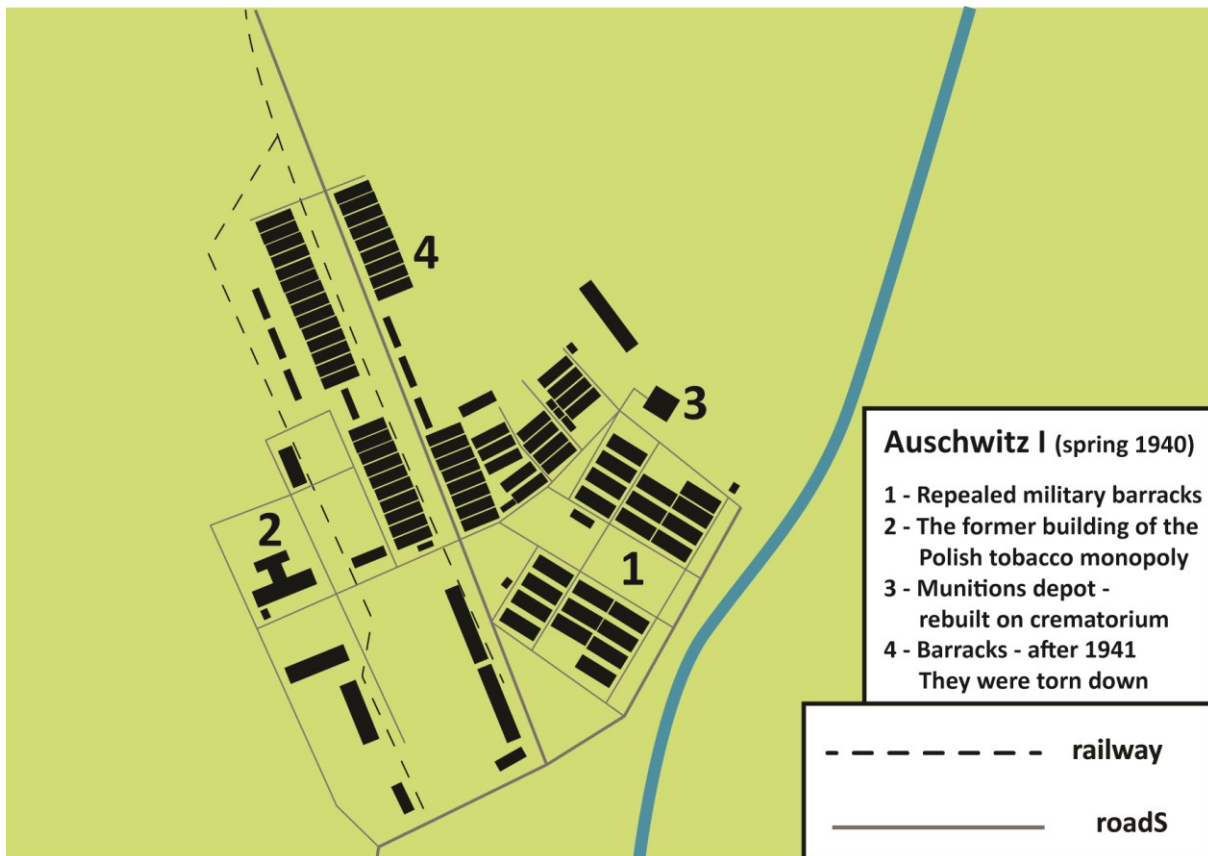 4
3
2
1
Auschwitz I (spring 1940)
1 - Repealed military barracks
2 - The former building of the
Polish tobacco monopoly
3 - Munitions depot -
rebuilt on crematorium
4 - Barracks - after 1941
They were torn down
railway
roadS